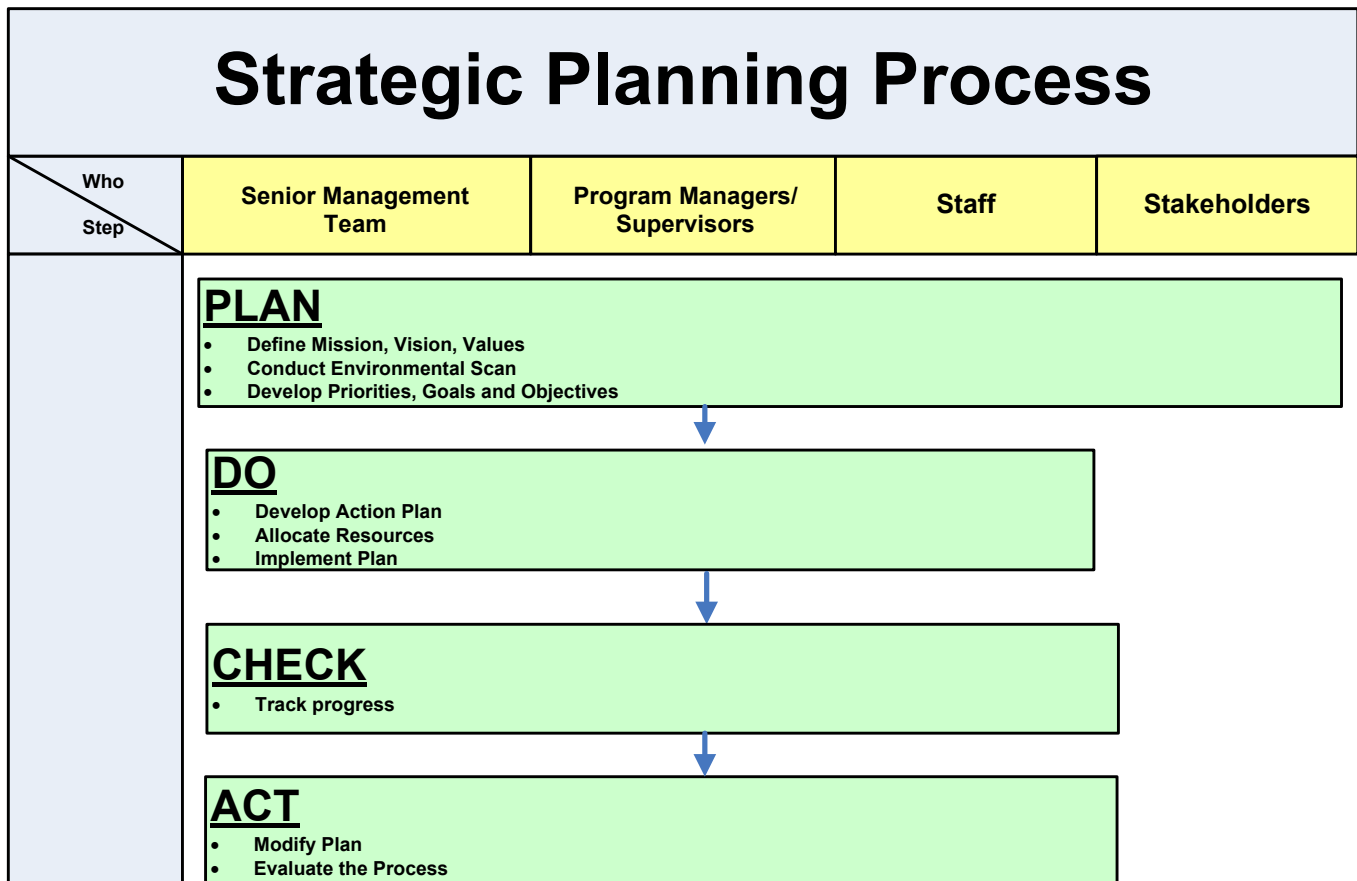 Strategic Planning Process
Who
Step
Senior Management
Team
Program Managers/
Supervisors
Staff
Stakeholders
PLAN
• Define Mission, Vision, Values
• Conduct Environmental Scan
• Develop Priorities, Goals and Objectives
DO
• Develop Action Plan
• Allocate Resources
• Implement Plan
CHECK
• Track progress
ACT
• Modify Plan
• Evaluate the Process